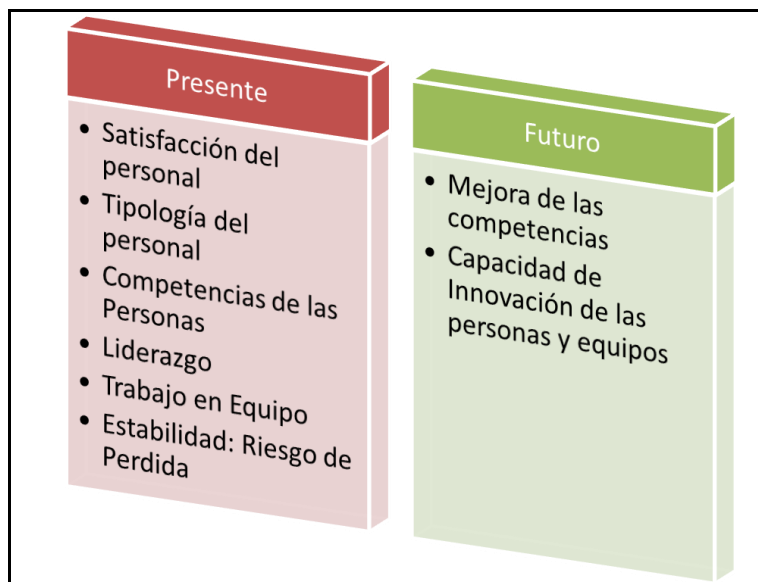 Presente
• Satisfacción del
personal
• Tipología del
personal
• Competencias de las
Personas
• Liderazgo
• Trabajo en Equipo
• Estabilidad: Riesgo de
Perdida
Futuro
• Mejora de las
competencias
• Capacidad de
Innovación de las
personas y equipos